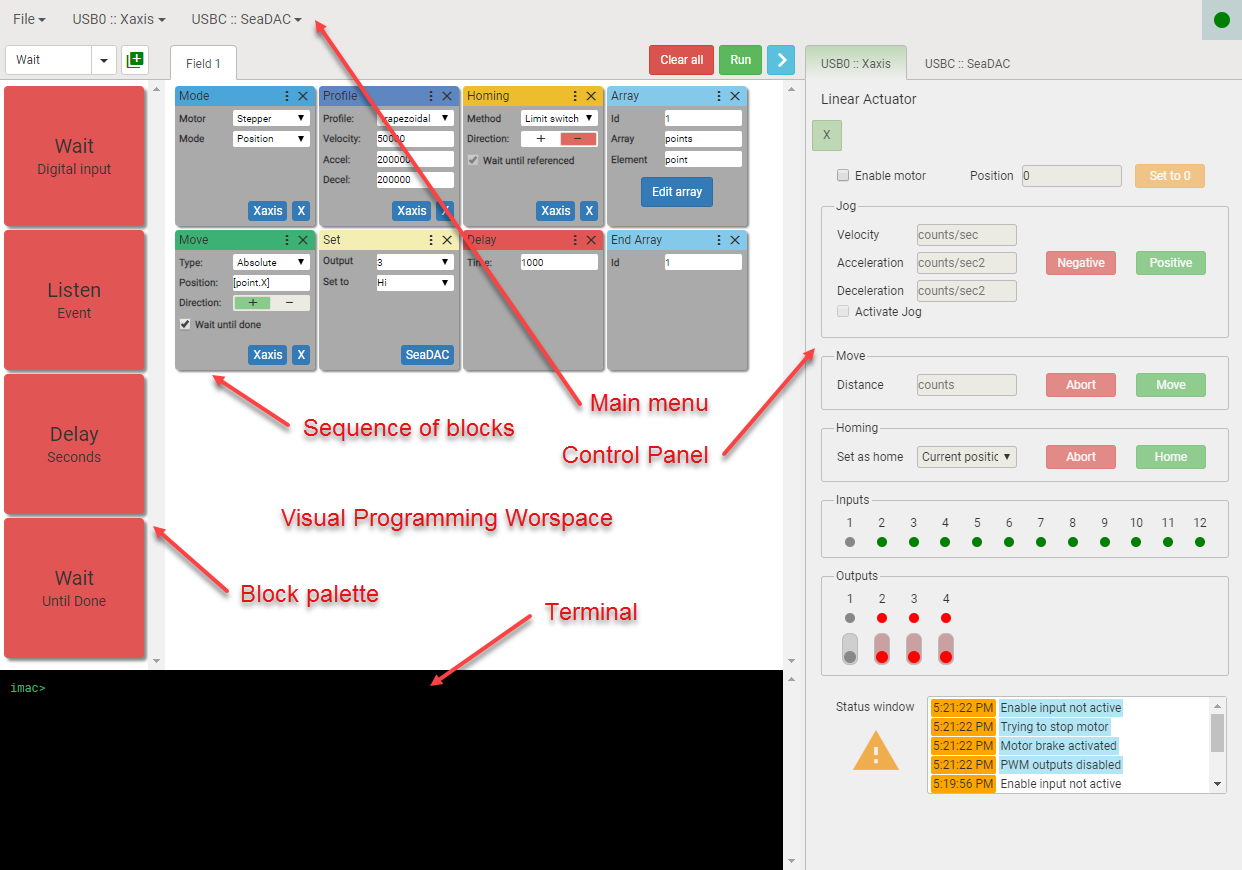 File USB0 :: Xaxis USBC :: SeaDAC
Wait
Field 1
Clear all Run
USB0 :: Xaxis USBC :: SeaDAC
Wait
Digital input
Listen
Event
Delay
Seconds
Wait
Until Done
Mode
Motor Stepper
Mode Position
Xaxis X
Profile
Profile: rapezoidal
Velocity: 50000
Accel: 200000
Decel: 200000
Xaxis X
Homing
Method Limit switch
Direction: + −
Wait until referenced
Xaxis X
Array
Id 1
Array points
Element point
Edit array
Move
Type: Absolute
Position: [point.X]
Direction: + −
Wait until done
Xaxis X
Set
Output 3
Set to Hi
SeaDAC
Delay
Time: 1000
End Array
Id 1
Main menu
Sequence of blocks
Control Panel
Visual Programming Worspace
Block palette
Terminal
imac>
Linear Actuator
X
Enable motor Position 0 Set to 0
Jog
Velocity counts/sec
Acceleration counts/sec2 Negative Positive
Deceleration counts/sec2
Activate Jog
Move
Distance counts Abort Move
Homing
Set as home Current positic Abort Home
Inputs
1 2 3 4 5 6 7 8 9 10 11 12
Outputs
1 2 3 4
Status window
5:21:22 PM Enable input not active
5:21:22 PM Trying to stop motor
5:21:22 PM Motor brake activated
5:21:22 PM PWM outputs disabled
5:19:56 PM Enable input not active